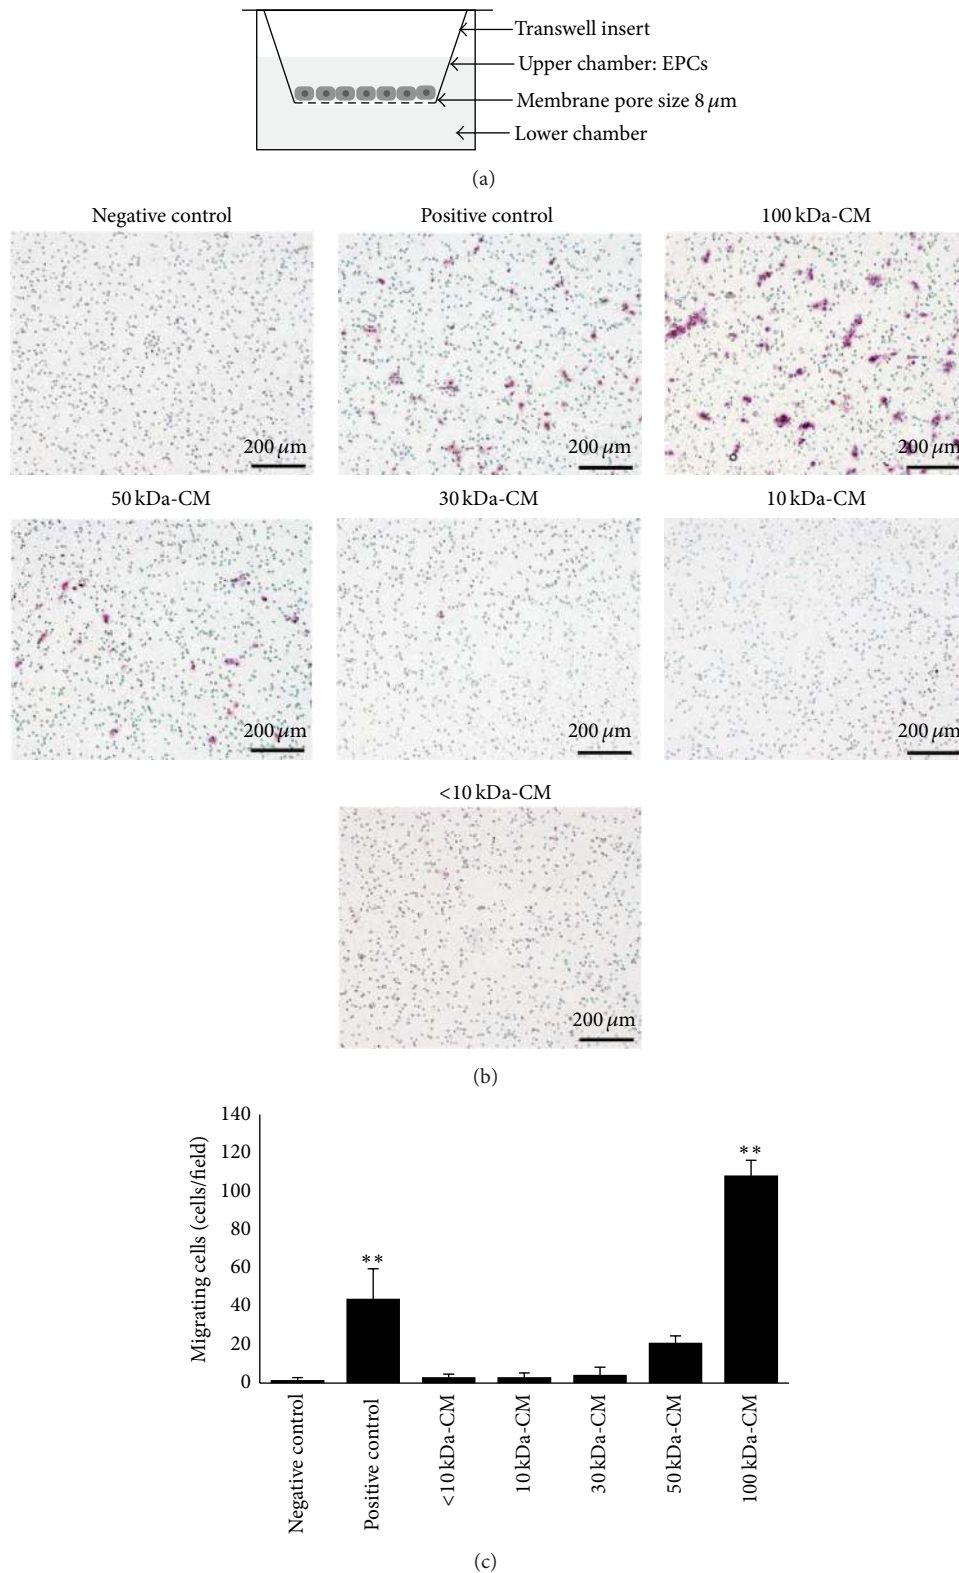 Transwell insert
Upper chamber: EPCs
Membrane pore size 8 μm
Lower chamber
(a)
Negative control
Positive control
100 kDa-CM
200 μm
200 μm
200 μm
50 kDa-CM
30 kDa-CM
10 kDa-CM
200 μm
200 μm
200 μm
<10 kDa-CM
200 μm
(b)
Migrating cells (cells/field)
140
120
100
80
60
40
20
0
**
**
Negative control
Positive control
<10 kDa-CM
10 kDa-CM
30 kDa-CM
50 kDa-CM
100 kDa-CM
(c)